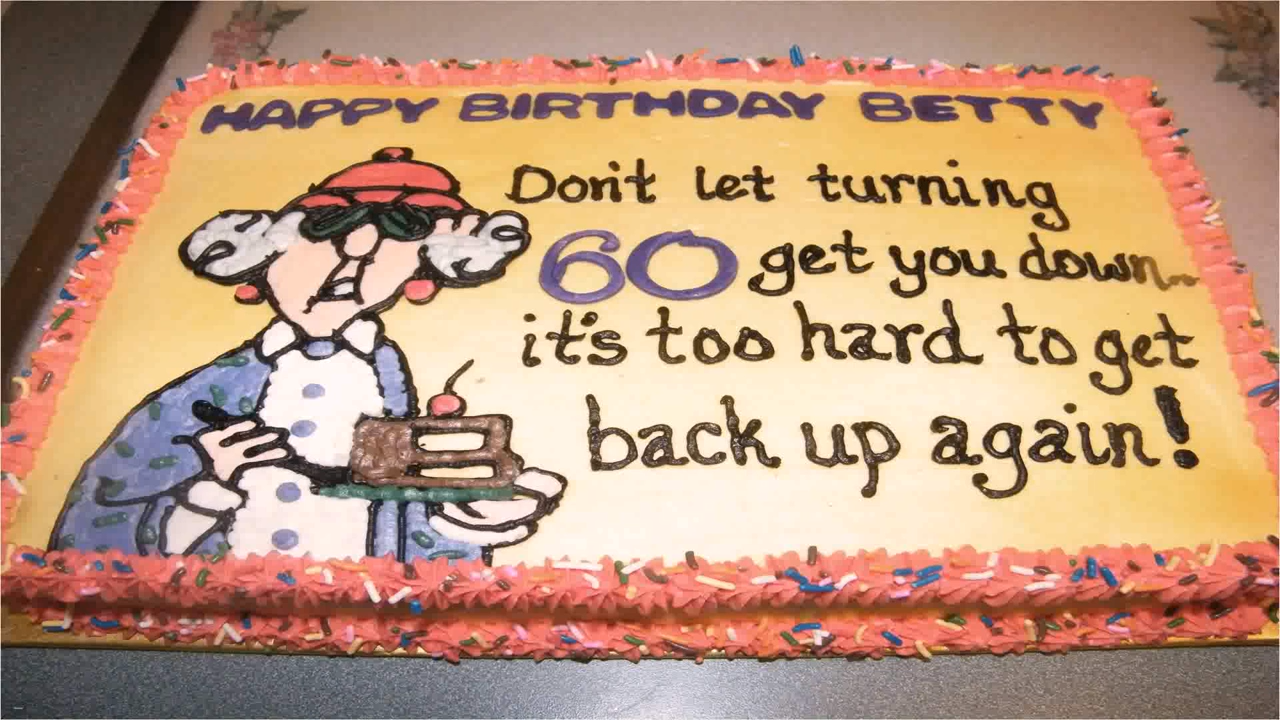 HAPPY BIRTHDAY BETTY
Don't let turning
60 get you down...
it's too hard to get
back up again!